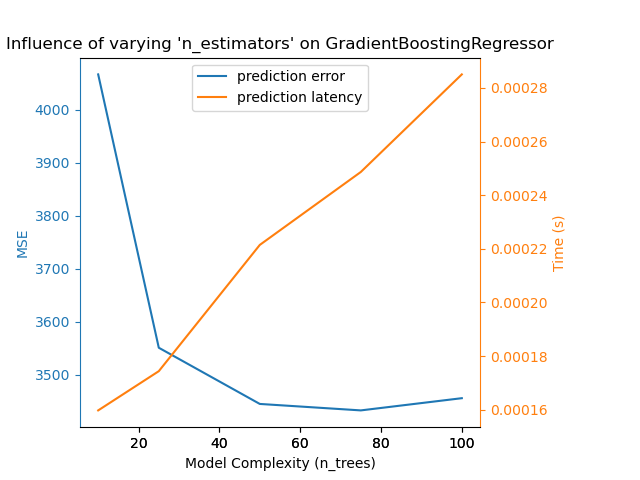 Influence of varying 'n_estimators' on GradientBoostingRegressor
prediction error
prediction latency
4000
3900
3800
3700
3600
3500
MSE
0.00028
0.00026
0.00024
0.00022
0.00020
0.00018
0.00016
Time (s)
20 40 60 80 100
Model Complexity (n_trees)